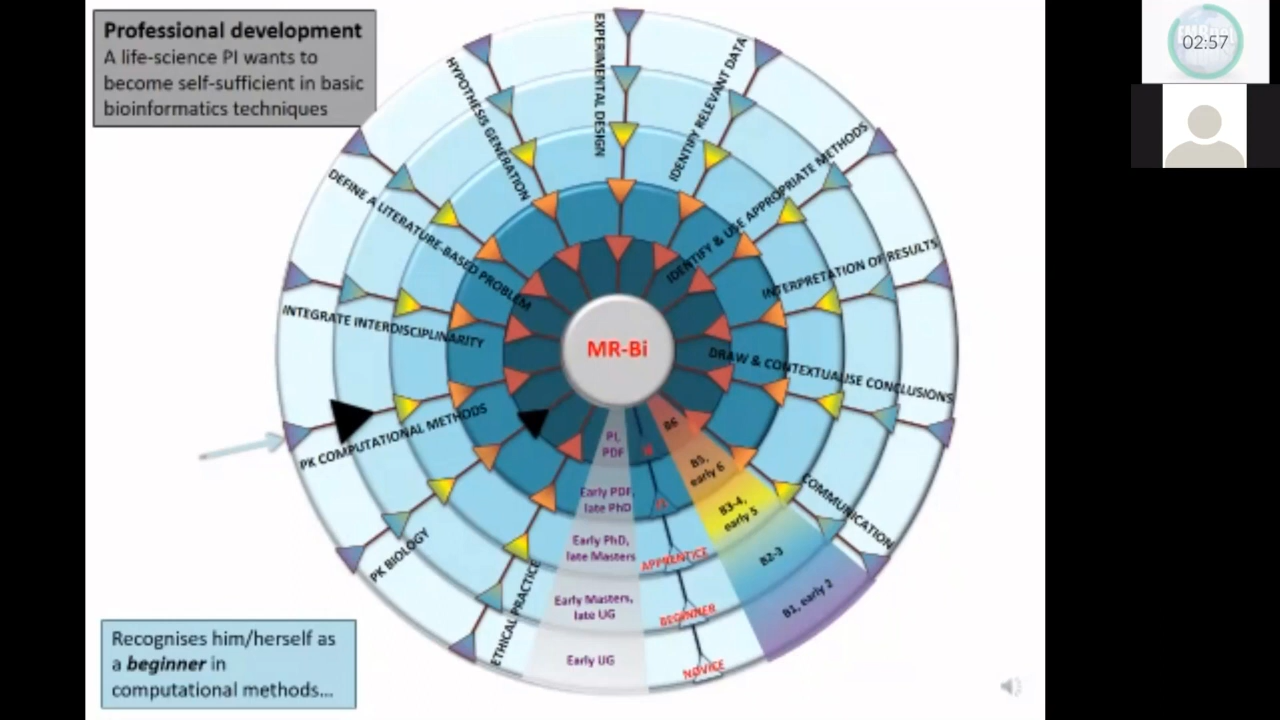 Professional development
A life-science PI wants to
become self-sufficient in basic
bioinformatics techniques
02:57
EXPERIMENTAL DESIGN
HYPOTHESIS GENERATION
IDENTIFY RELEVANT DATA
DEFINE A LITERATURE-BASED PROBLEM
IDENTIFY & USE APPROPRIATE METHODS
INTEGRATE INTERDISCIPLINARITY
INTERPRETATION OF RESULTS
MR-Bi
DRAW & CONTEXTUALISE CONCLUSIONS
PK COMPUTATIONAL METHODS
COMMUNICATION
PK BIOLOGY
ETHICAL PRACTICE
PI,
PDF
Early PDF,
late PhD
Early PhD,
late Masters
Early Masters,
late UG
Early UG
APPRENTICE
BEGINNER
NOVICE
B6
B5,
early 6
B3-4,
early 5
B2-3
B1, early 2
Recognises him/herself as
a beginner in
computational methods...